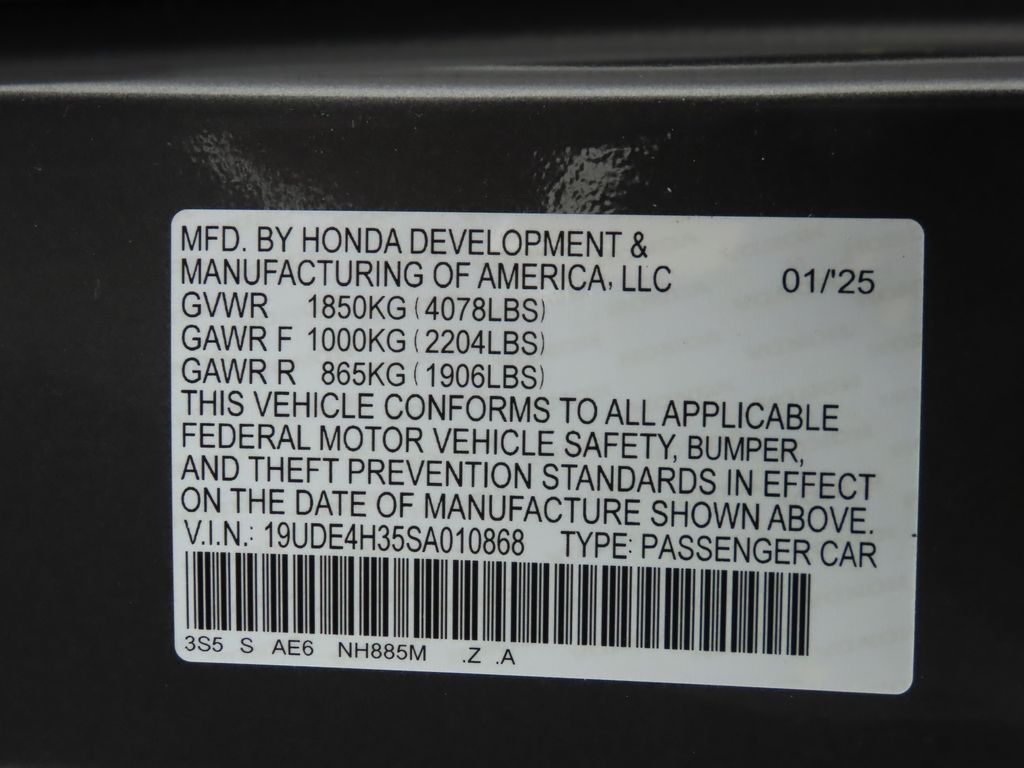 MFD. BY HONDA DEVELOPMENT &
MANUFACTURING OF AMERICA, LLC 01/'25
GVWR 1850KG (4078LBS)
GAWR F 1000KG (2204LBS)
GAWR R 865KG (1906LBS)
THIS VEHICLE CONFORMS TO ALL APPLICABLE
FEDERAL MOTOR VEHICLE SAFETY, BUMPER,
AND THEFT PREVENTION STANDARDS IN EFFECT
ON THE DATE OF MANUFACTURE SHOWN ABOVE.
V.I.N.: 19UDE4H35SA010868 TYPE: PASSENGER CAR
3S5 S AE6 NH885M .Z .A